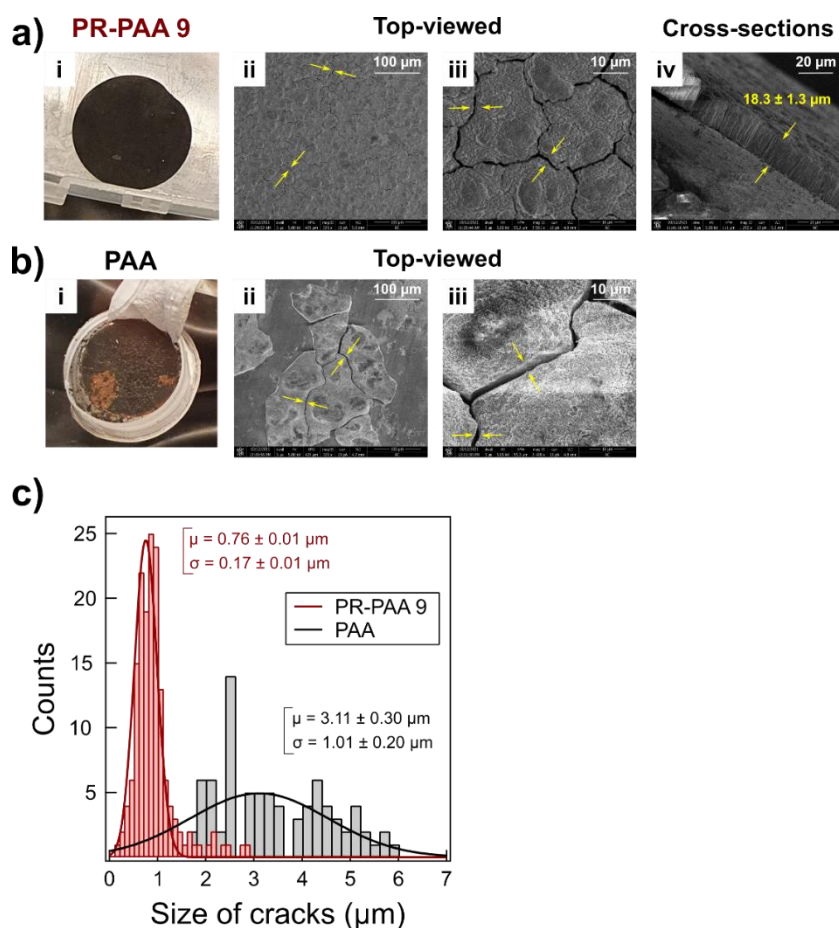 a)
PR-PAA 9
Top-viewed
Cross-sections
i
ii
100 µm
iii
10 µm
iv
20 µm
18.3 ± 1.3 µm
b)
PAA
Top-viewed
i
ii
100 µm
iii
10 µm
c)
25
20
15
10
5
Counts
µ = 0.76 ± 0.01 µm
σ = 0.17 ± 0.01 µm
PR-PAA 9
PAA
µ = 3.11 ± 0.30 µm
σ = 1.01 ± 0.20 µm
0 1 2 3 4 5 6 7
Size of cracks (µm)